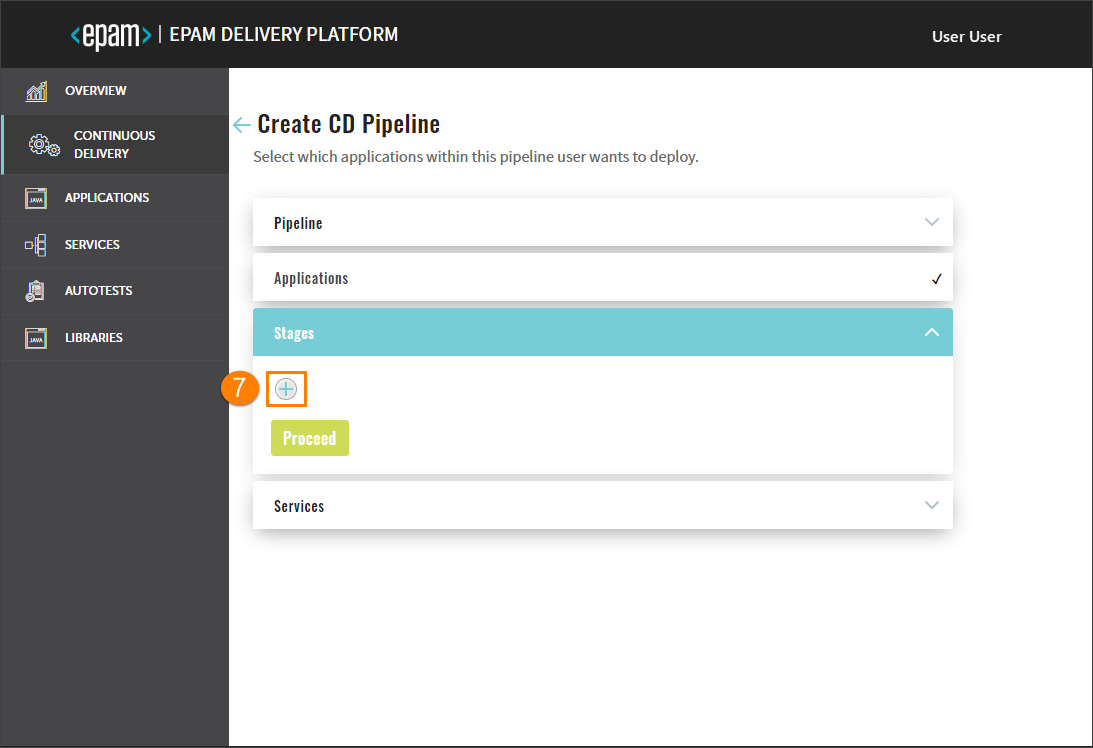 <epam> | EPAM DELIVERY PLATFORM
User User
OVERVIEW
CONTINUOUS
DELIVERY
JAVA APPLICATIONS
SERVICES
AUTOTESTS
JAVA LIBRARIES
Create CD Pipeline
Select which applications within this pipeline user wants to deploy.
Pipeline
Applications
Stages
7
Proceed
Services